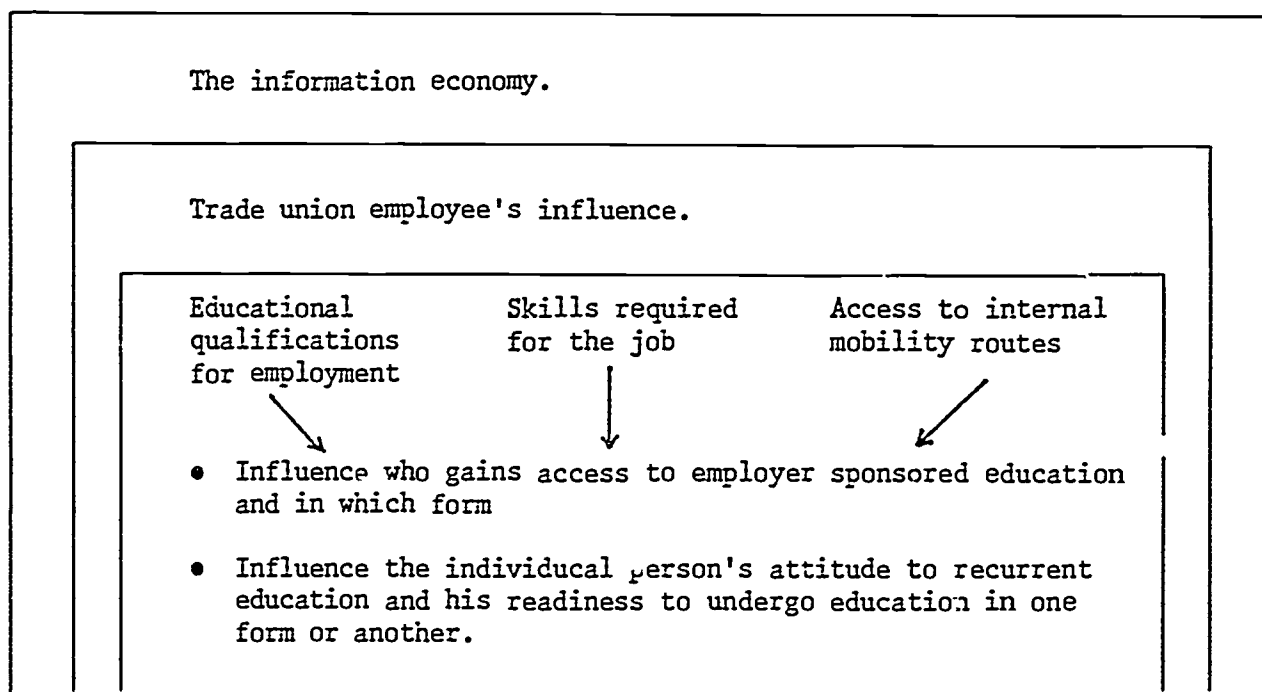 The information economy.
Trade union employee's influence.
Educational qualifications for employment
Skills required for the job
Access to internal mobility routes
• Influence who gains access to employer sponsored education
and in which form
• Influence the individucal person's attitude to recurrent
education and his readiness to undergo education in one
form or another.